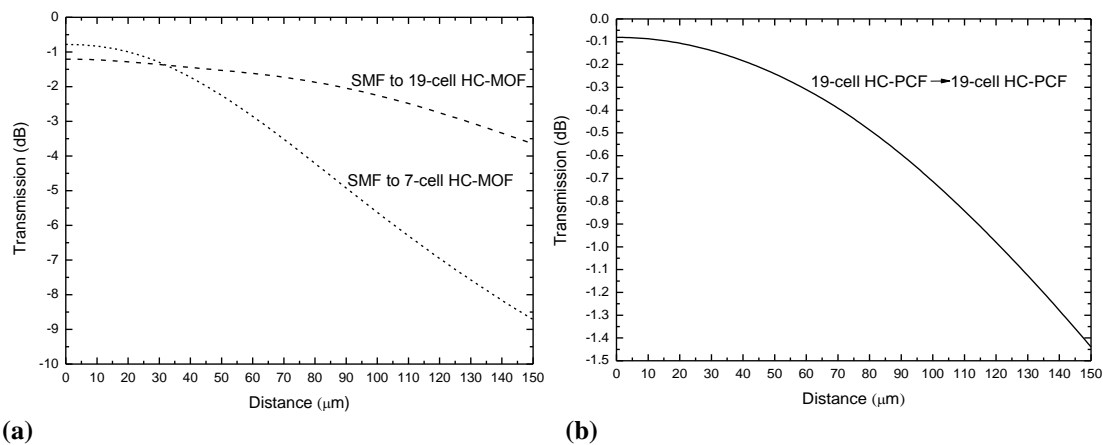 0
-1
-2
-3
-4
-5
-6
-7
-8
-9
-10
Transmission (dB)
SMF to 19-cell HC-MOF
SMF to 7-cell HC-MOF
0 10 20 30 40 50 60 70 80 90 100 110 120 130 140 150
Distance (μm)
(a)
0.0
-0.1
-0.2
-0.3
-0.4
-0.5
-0.6
-0.7
-0.8
-0.9
-1.0
-1.1
-1.2
-1.3
-1.4
-1.5
Transmission (dB)
19-cell HC-PCF→19-cell HC-PCF
0 10 20 30 40 50 60 70 80 90 100 110 120 130 140 150
Distance (μm)
(b)